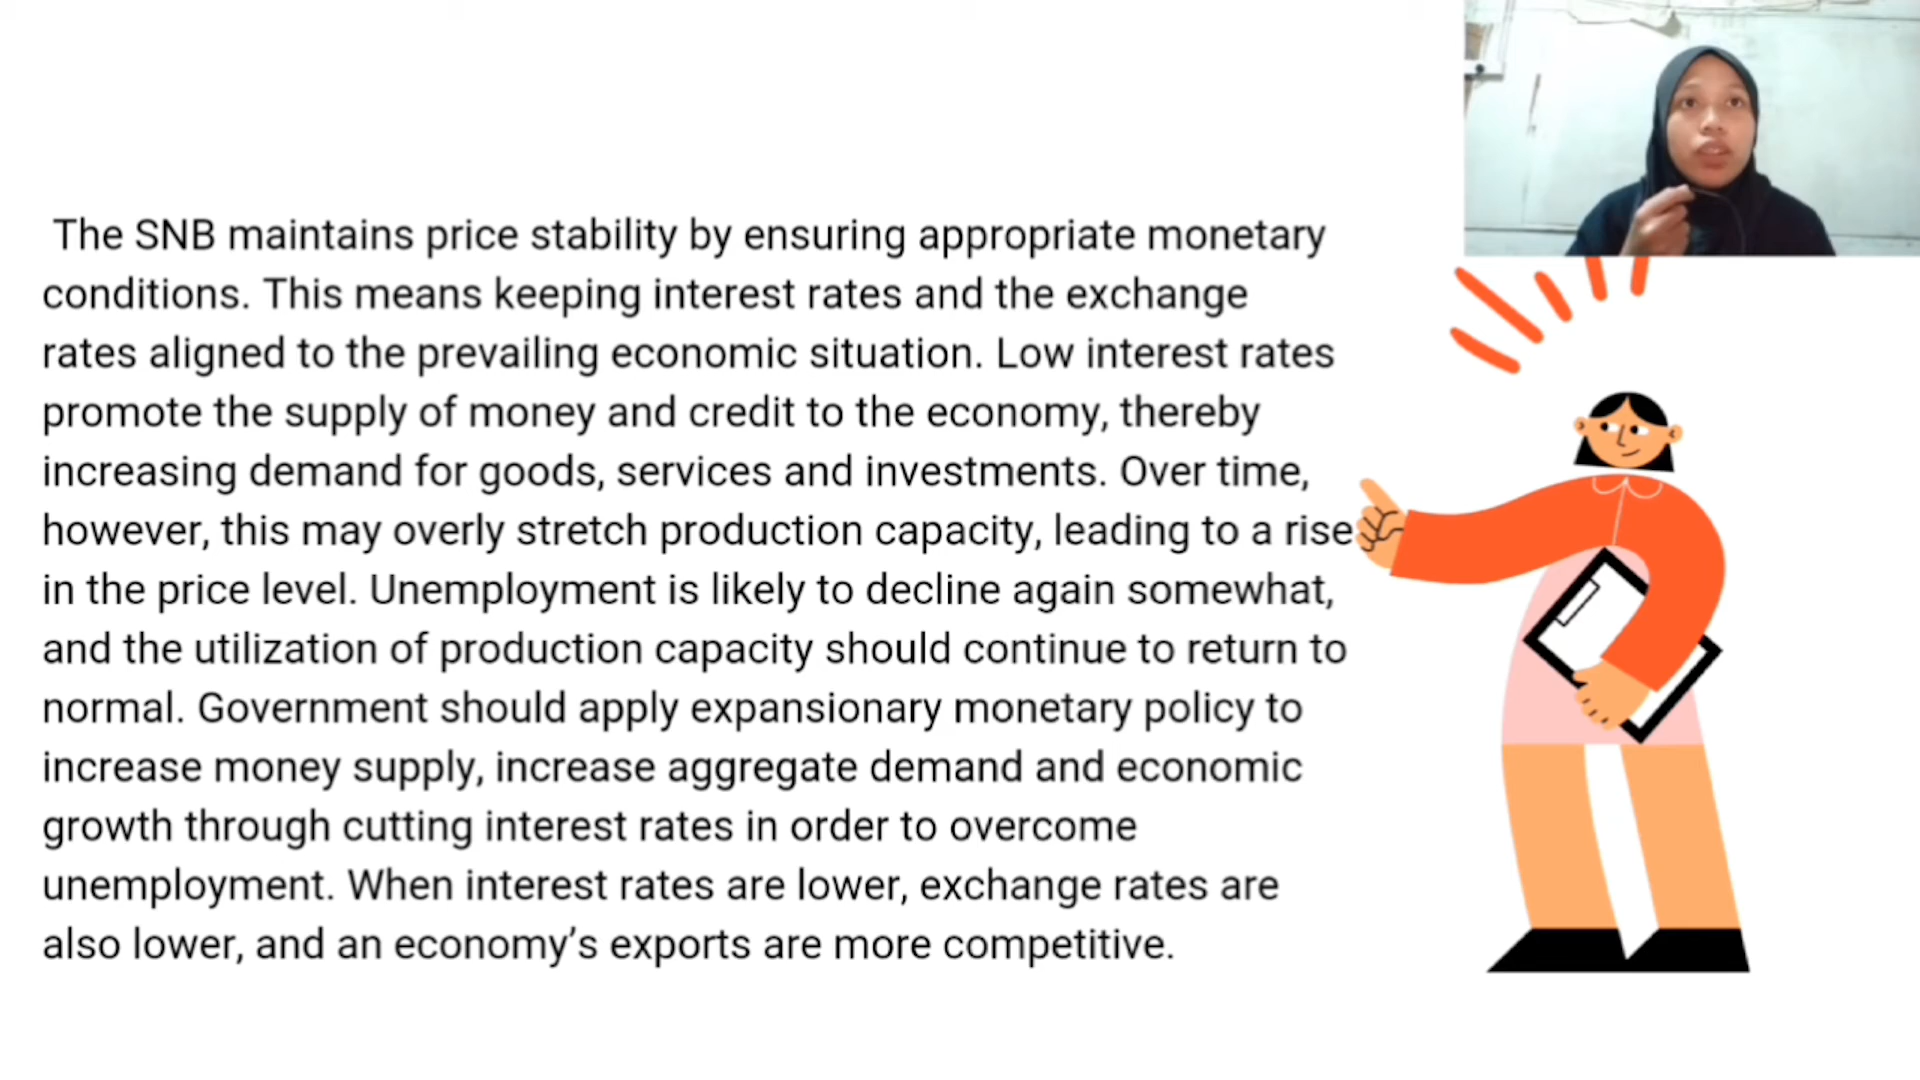 The SNB maintains price stability by ensuring appropriate monetary
conditions. This means keeping interest rates and the exchange
rates aligned to the prevailing economic situation. Low interest rates
promote the supply of money and credit to the economy, thereby
increasing demand for goods, services and investments. Over time,
however, this may overly stretch production capacity, leading to a rise
in the price level. Unemployment is likely to decline again somewhat,
and the utilization of production capacity should continue to return to
normal. Government should apply expansionary monetary policy to
increase money supply, increase aggregate demand and economic
growth through cutting interest rates in order to overcome
unemployment. When interest rates are lower, exchange rates are
also lower, and an economy’s exports are more competitive.